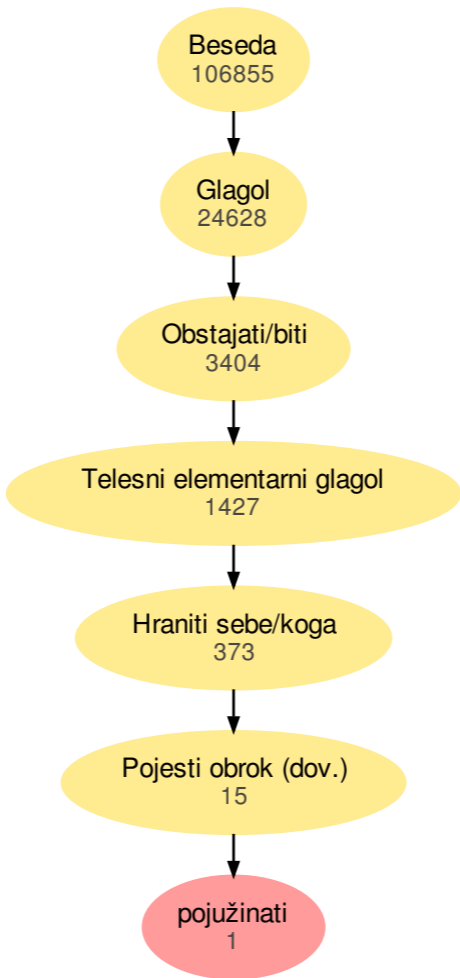 Beseda
106855
Glagol
24628
Obstajati/biti
3404
Telesni elementarni glagol
1427
Hraniti sebe/koga
373
Pojesti obrok (dov.)
15
pojužinati
1